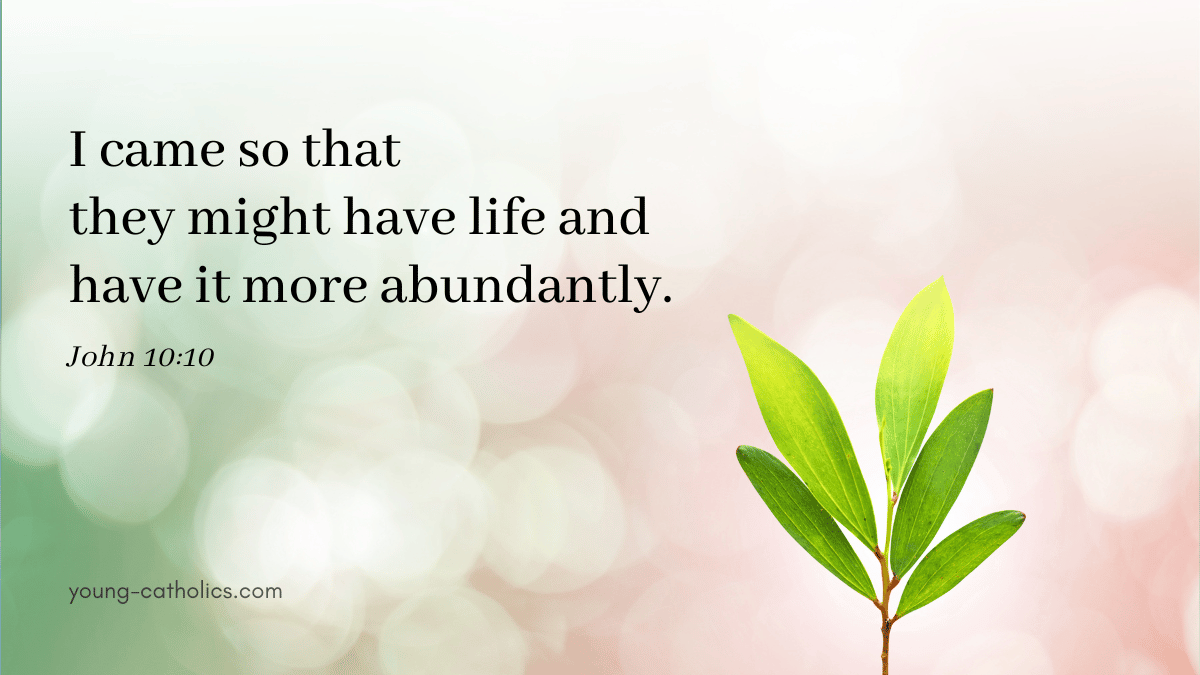 I came so that
they might have life and
have it more abundantly.
John 10:10
young-catholics.com